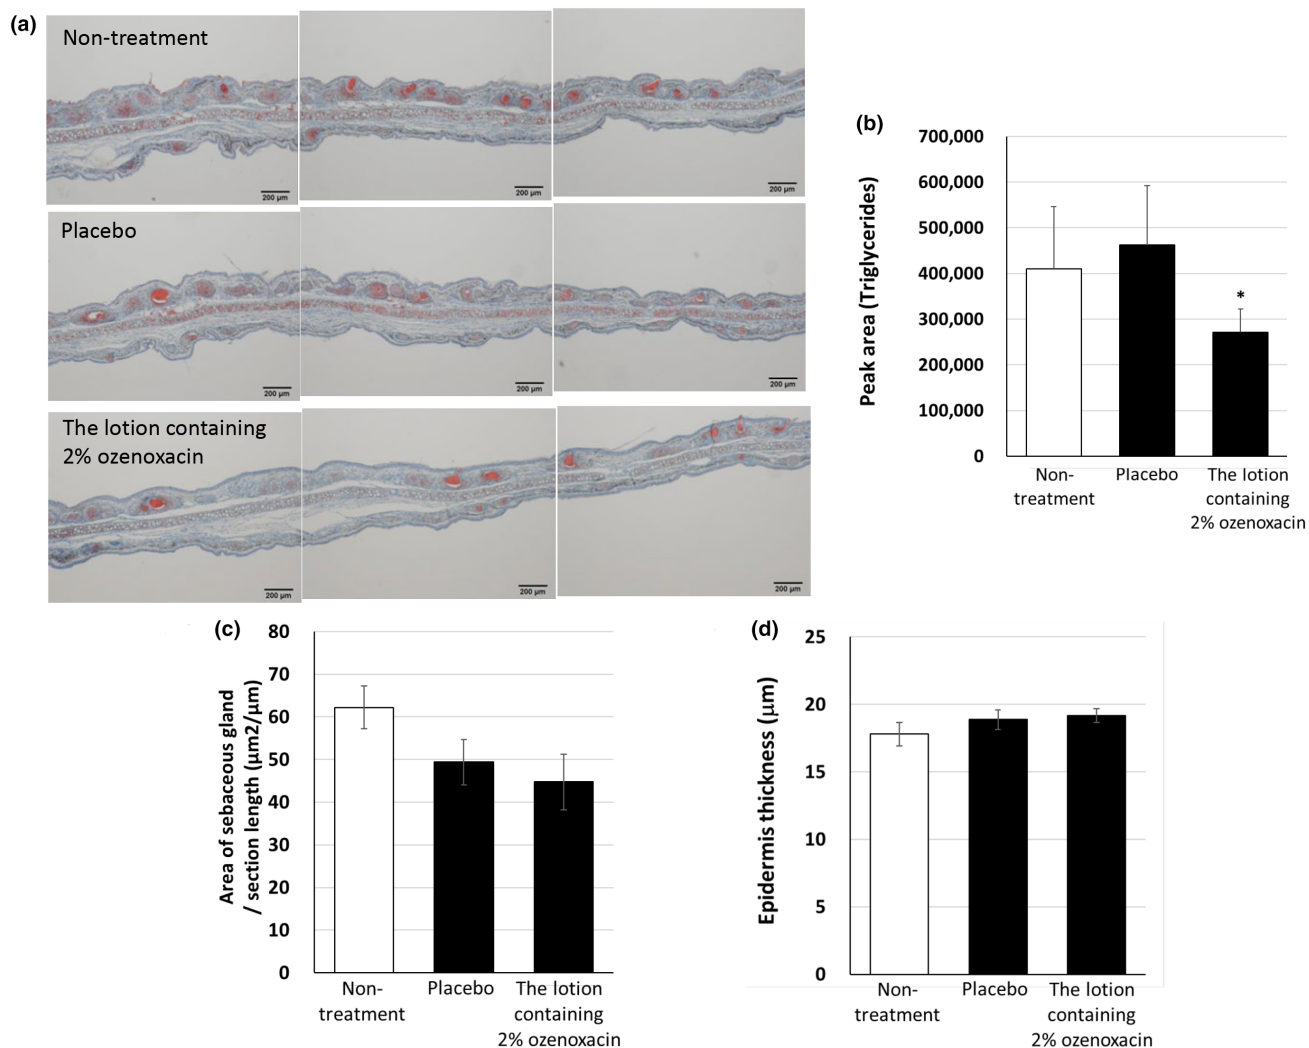 (a)
Non-treatment
200 µm
200 µm
200 µm
Placebo
200 µm
200 µm
200 µm
The lotion containing
2% ozenoxacin
200 µm
200 µm
200 µm
(b)
Peak area (Triglycerides)
700,000
600,000
500,000
400,000
300,000
200,000
100,000
0
*
Non-
treatment
Placebo
The lotion
containing
2% ozenoxacin
(c)
Area of sebaceous gland
/ section length (µm2/µm)
80
70
60
50
40
30
20
10
0
Non-
treatment
Placebo
The lotion
containing
2% ozenoxacin
(d)
Epidermis thickness (µm)
25
20
15
10
5
0
Non-
treatment
Placebo
The lotion
containing
2% ozenoxacin